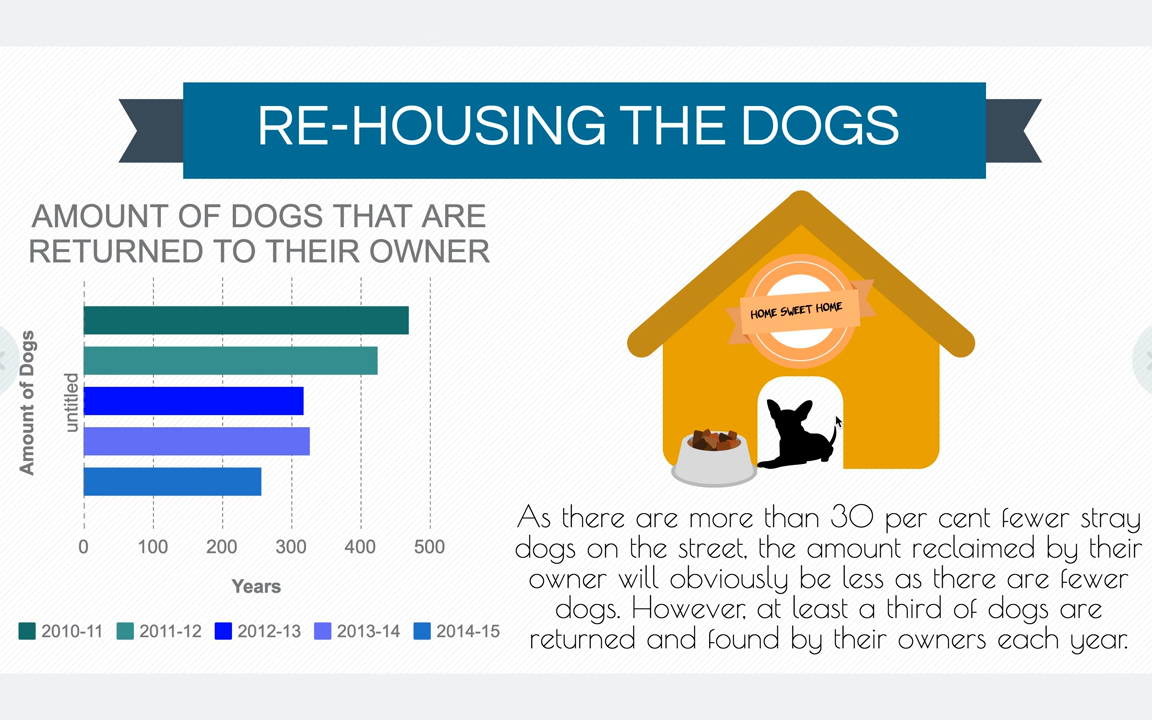 RE-HOUSING THE DOGS
AMOUNT OF DOGS THAT ARE
RETURNED TO THEIR OWNER
Amount of Dogs
untitled
0 100 200 300 400 500
Years
2010-11 2011-12 2012-13 2013-14 2014-15
HOME SWEET HOME
As there are more than 30 per cent fewer stray
dogs on the street, the amount reclaimed by their
owner will obviously be less as there are fewer
dogs. However, at least a third of dogs are
returned and found by their owners each year.